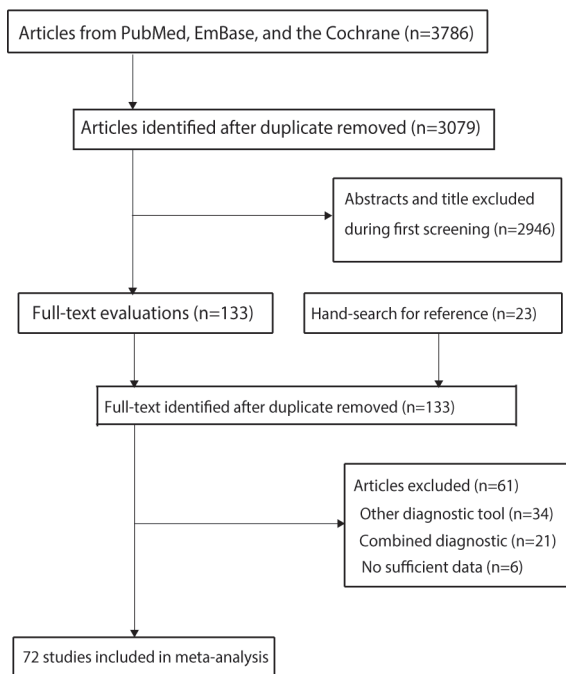 Articles from PubMed, EmBase, and the Cochrane (n=3786)
Articles identified after duplicate removed (n=3079)
Abstracts and title excluded
during first screening (n=2946)
Full-text evaluations (n=133)
Hand-search for reference (n=23)
Full-text identified after duplicate removed (n=133)
Articles excluded (n=61)
Other diagnostic tool (n=34)
Combined diagnostic (n=21)
No sufficient data (n=6)
72 studies included in meta-analysis